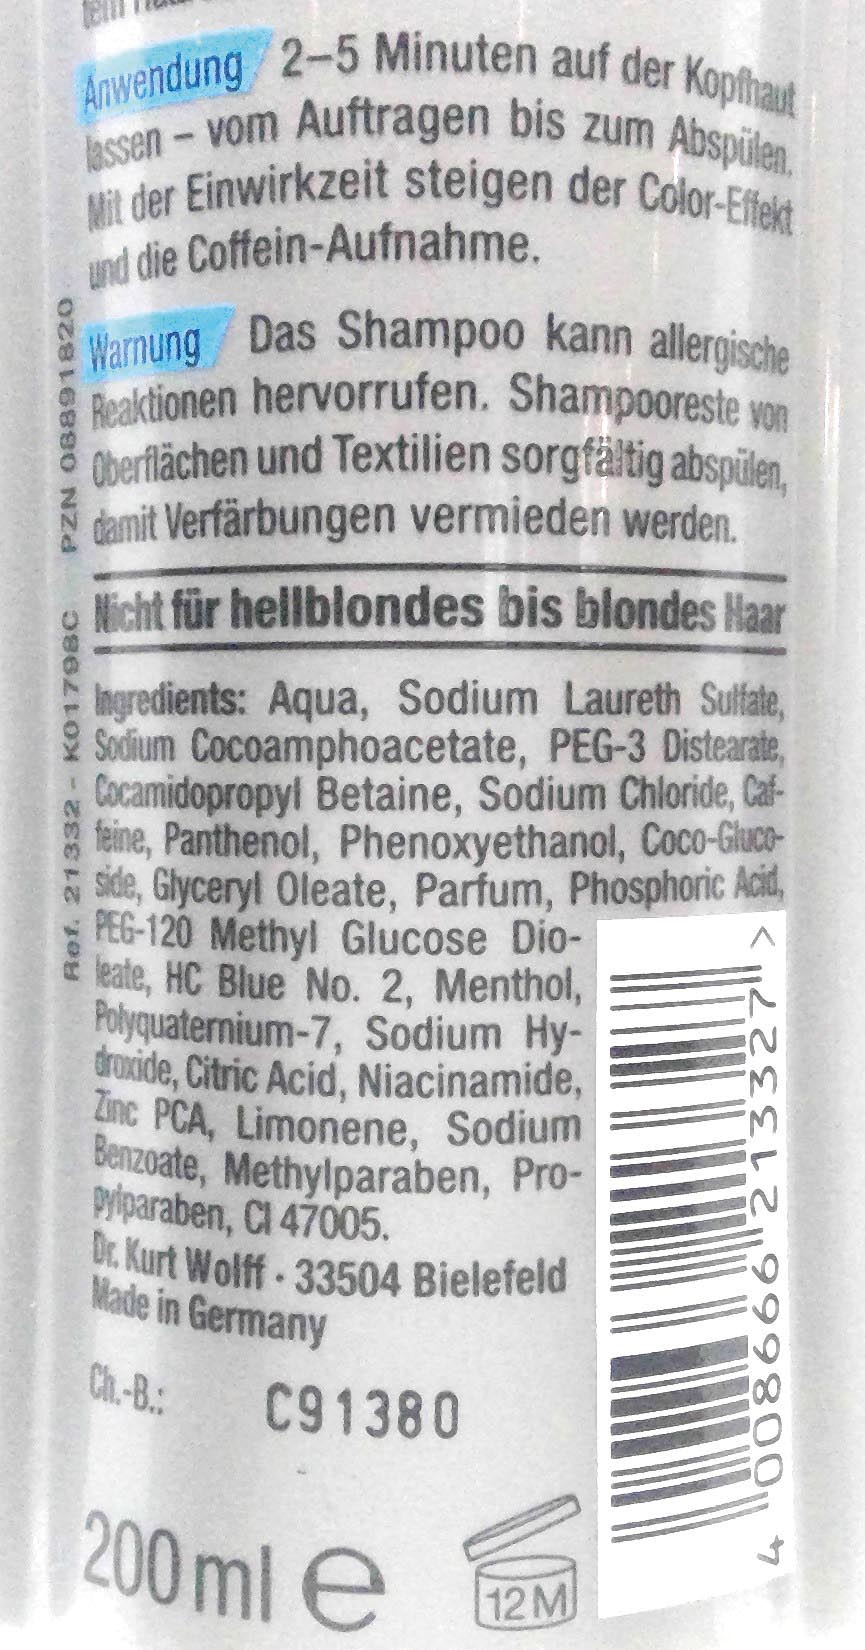 Anwendung 2–5 Minuten auf der Kopfhaut
lassen – vom Auftragen bis zum Abspülen.
Mit der Einwirkzeit steigen der Color-Effekt
und die Coffein-Aufnahme.
Warnung Das Shampoo kann allergische
Reaktionen hervorrufen. Shampooreste von
Oberflächen und Textilien sorgfältig abspülen,
damit Verfärbungen vermieden werden.
Nicht für hellblondes bis blondes Haar
Ingredients: Aqua, Sodium Laureth Sulfate,
Sodium Cocoamphoacetate, PEG-3 Distearate,
Cocamidopropyl Betaine, Sodium Chloride, Caf-
feine, Panthenol, Phenoxyethanol, Coco-Gluco-
side, Glyceryl Oleate, Parfum, Phosphoric Acid,
PEG-120 Methyl Glucose Dio-
leate, HC Blue No. 2, Menthol,
Polyquaternium-7, Sodium Hy-
droxide, Citric Acid, Niacinamide,
Zinc PCA, Limonene, Sodium
Benzoate, Methylparaben, Pro-
pylparaben, CI 47005.
Dr. Kurt Wolff · 33504 Bielefeld
Made in Germany
Ch.-B.: C91380
200 ml e
12 M
Ref. 21332 - K01798C PZN 06891820
4 008666 213327 >